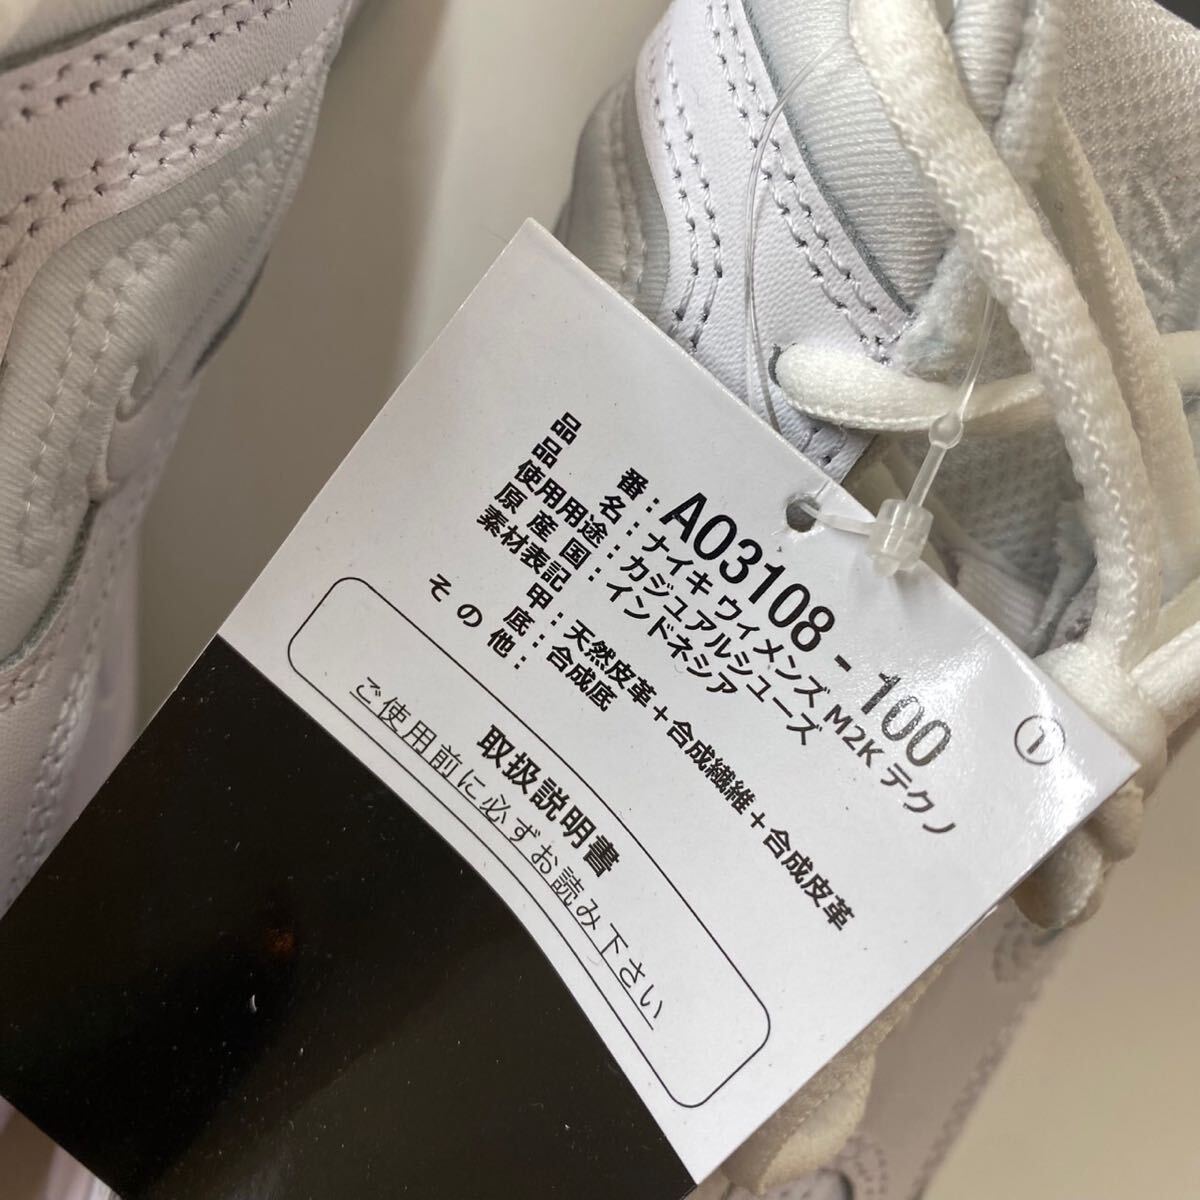 品番：AO3108-100
品名：ナイキ ウィメンズ M2K テクノ
使用用途：カジュアルシューズ
原産国：インドネシア
素材表記 甲：天然皮革＋合成繊維＋合成皮革
底：合成底
その他：
①
取扱説明書
ご使用前に必ずお読み下さい